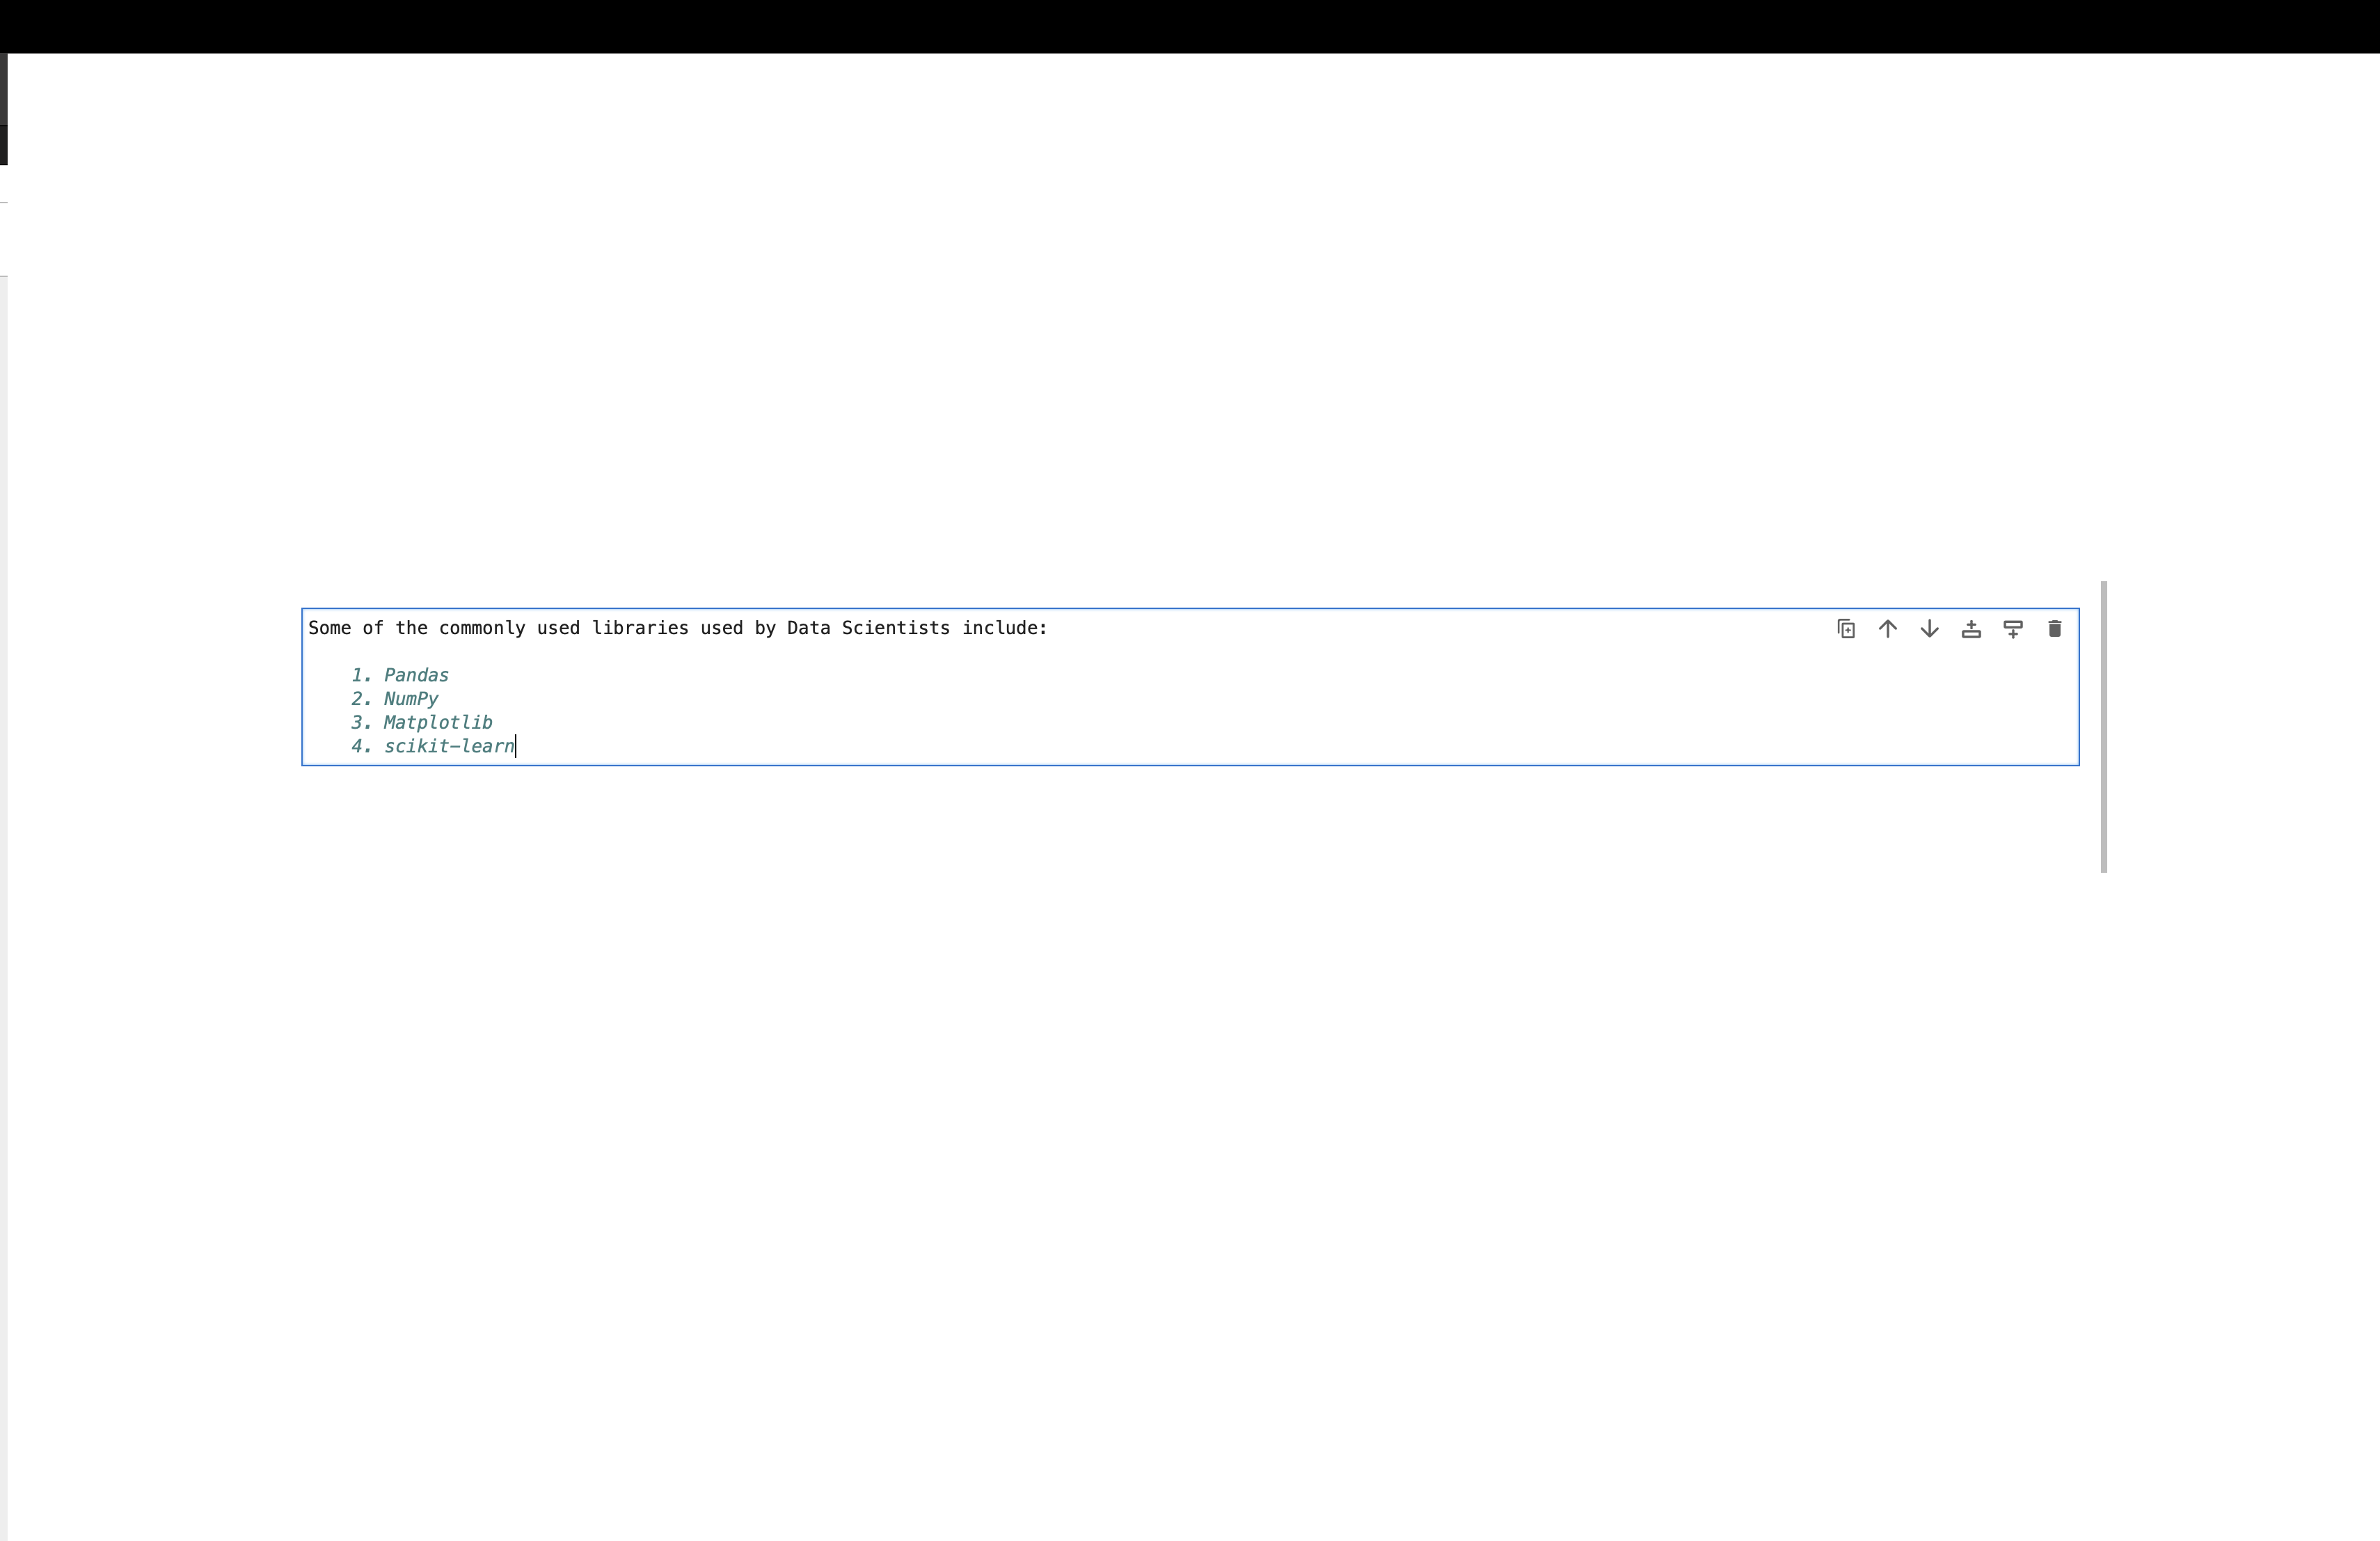 Some of the commonly used libraries used by Data Scientists include:
1. Pandas
2. NumPy
3. Matplotlib
4. scikit-learn